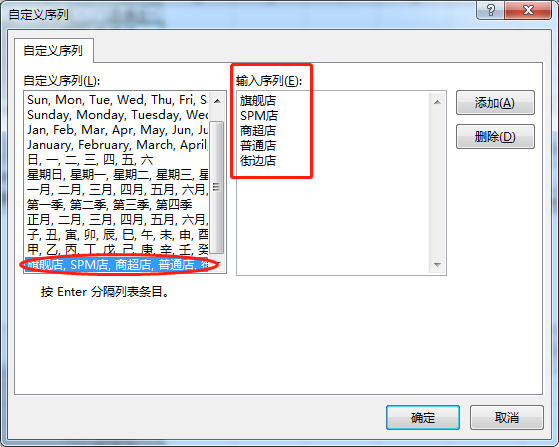 自定义序列
自定义序列
自定义序列(L):
Sun, Mon, Tue, Wed, Thu, Fri, Sa
Sunday, Monday, Tuesday, Wed
Jan, Feb, Mar, Apr, May, Jun, Ju
January, February, March, April,
日, 一, 二, 三, 四, 五, 六
星期日, 星期一, 星期二, 星期三, 星
一月, 二月, 三月, 四月, 五月, 六月,
第一季, 第二季, 第三季, 第四季
正月, 二月, 三月, 四月, 五月, 六月,
子, 丑, 寅, 卯, 辰, 巳, 午, 未, 申, 酉
甲, 乙, 丙, 丁, 戊, 己, 庚, 辛, 壬, 癸
旗舰店, SPM店, 商超店, 普通店, 街
输入序列(E):
旗舰店
SPM店
商超店
普通店
街边店
添加(A)
删除(D)
按 Enter 分隔列表条目。
确定
取消